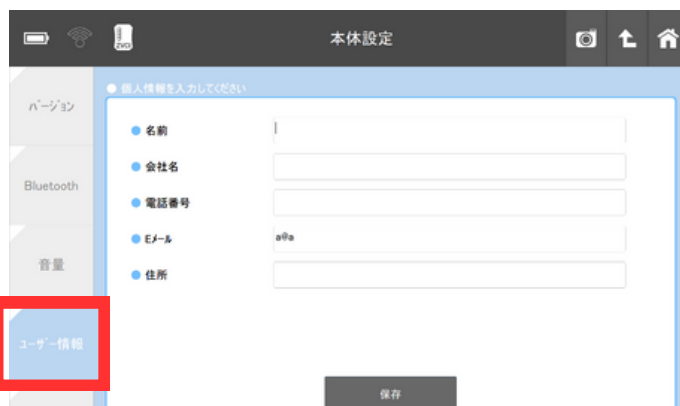 ZVO
本体設定
バージョン
● 個人情報を入力してください
● 名前
● 会社名
Bluetooth
● 電話番号
● Eメール a@a
音量
● 住所
ユーザー情報
保存